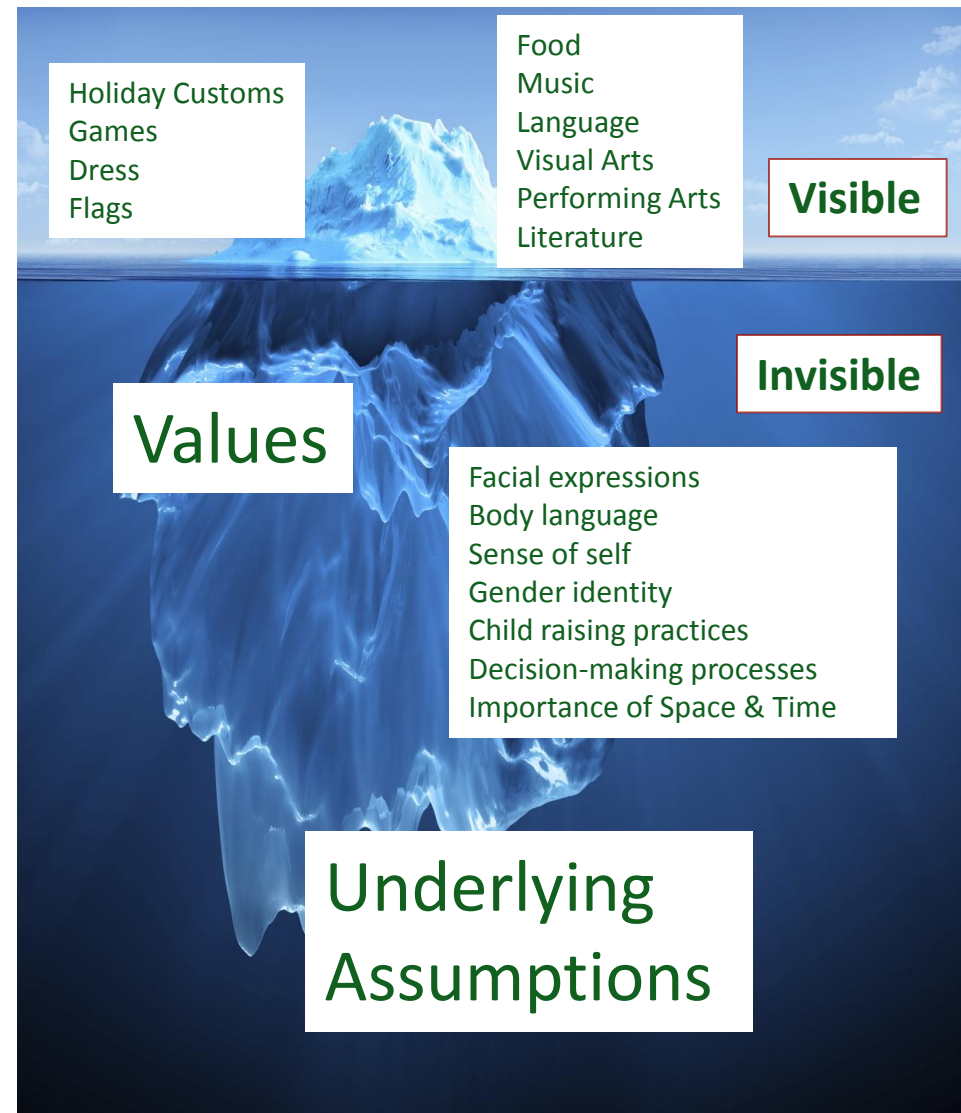 Holiday Customs
Games
Dress
Flags
Food
Music
Language
Visual Arts
Performing Arts
Literature
Visible
Invisible
Values
Facial expressions
Body language
Sense of self
Gender identity
Child raising practices
Decision-making processes
Importance of Space & Time
Underlying
Assumptions